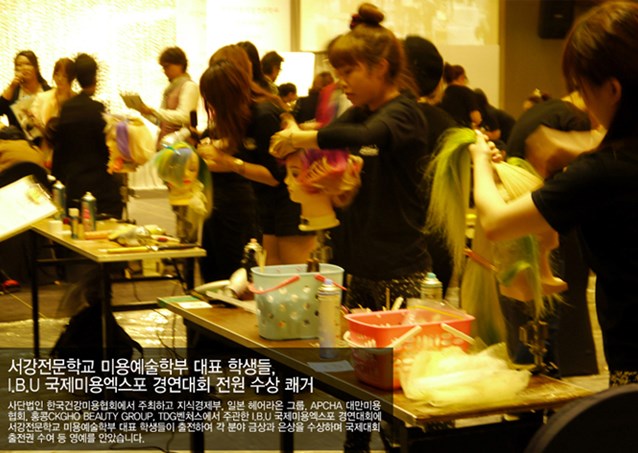 서강전문학교 미용예술학부 대표 학생들,
I,B,U 국제미용엑스포 경연대회 전원 수상 쾌거
사단법인 한국건강미용협회에서 주최하고 지식경제부, 일본 헤어라온 그룹, APCHA 대만미용
협회, 홍콩CKGHO BEAUTY GROUP, TDG벤쳐스에서 주관한 I.B.U 국제미용엑스포 경연대회에
서강전문학교 미용예술학부 대표 학생들이 출전하여 각 분야 금상과 은상을 수상하며 국제대회
출전권 수여 등 영예를 안았습니다.